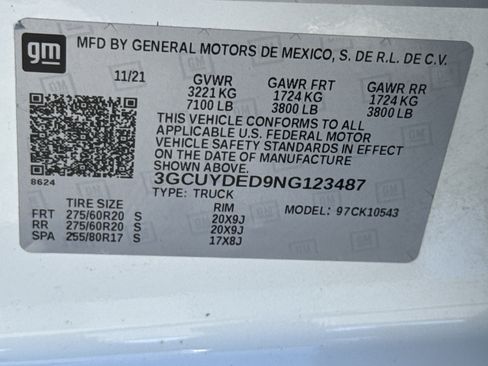 gm
MFD BY GENERAL MOTORS DE MEXICO, S. DE R.L. DE C.V.
11/21 GVWR GAWR FRT GAWR RR
3221 KG 1724 KG 1724 KG
7100 LB 3800 LB 3800 LB
THIS VEHICLE CONFORMS TO ALL
APPLICABLE U.S. FEDERAL MOTOR
VEHICLE SAFETY STANDARDS IN EFFECT
ON THE DATE OF MANUFACTURE
SHOWN ABOVE.
8624 3GCUYDED9NG123487
TYPE: TRUCK
TIRE SIZE RIM MODEL: 97CK10543
FRT 275/60R20 S 20X9J
RR 275/60R20 S 20X9J
SPA 255/80R17 S 17X8J